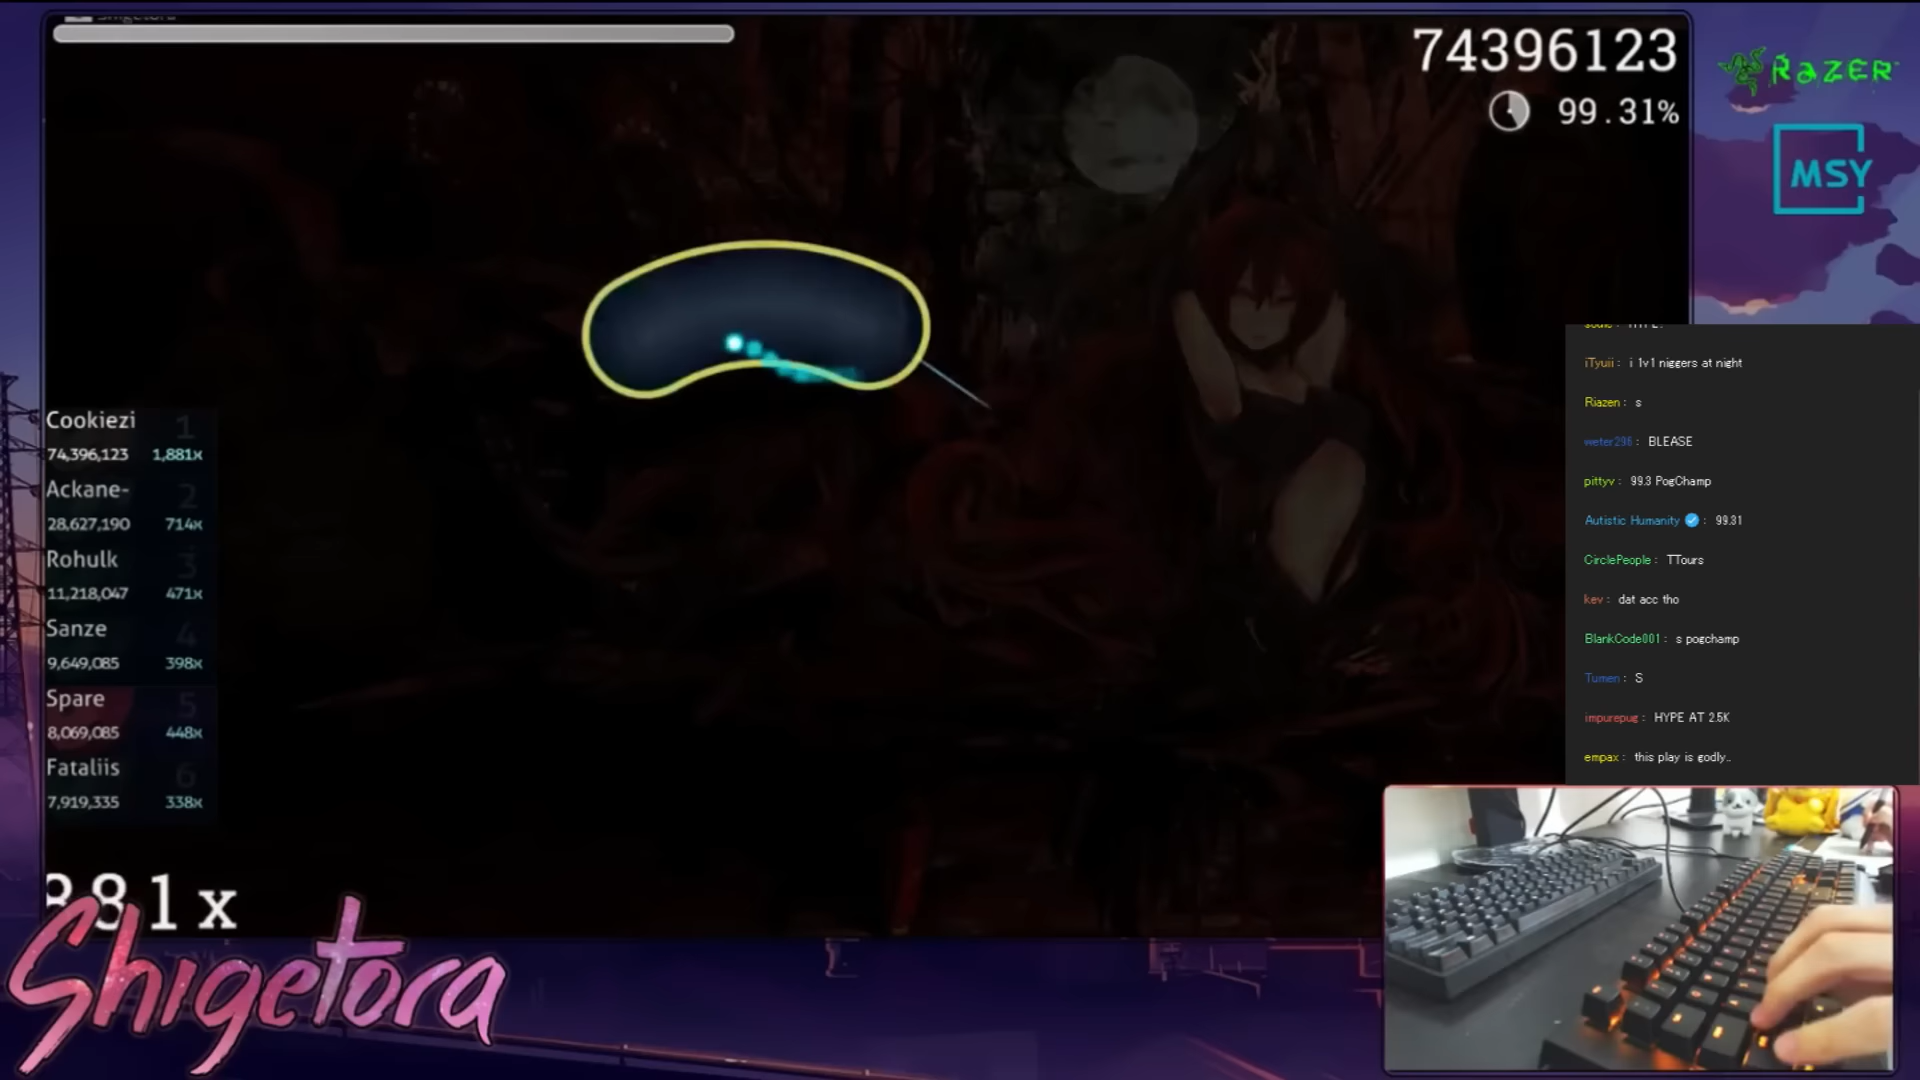 74396123
99.31%
RAZER
MSY
Cookiezi 1
74,396,123 1,881x
Ackane- 2
28,627,190 714x
Rohulk 3
11,218,047 471x
Sanze 4
9,649,085 398x
Spare 5
8,069,085 448x
Fataliis 6
7,919,335 338x
881x
Shigetora
iTyuii : i 1v1 niggers at night
Riazen : s
weter296 : BLEASE
pittyv : 99.3 PogChamp
Autistic Humanity : 99.31
CirclePeople : TTours
kev : dat acc tho
BlankCode001 : s pogchamp
Tumen : S
impurepug : HYPE AT 2.5K
empax : this play is godly..